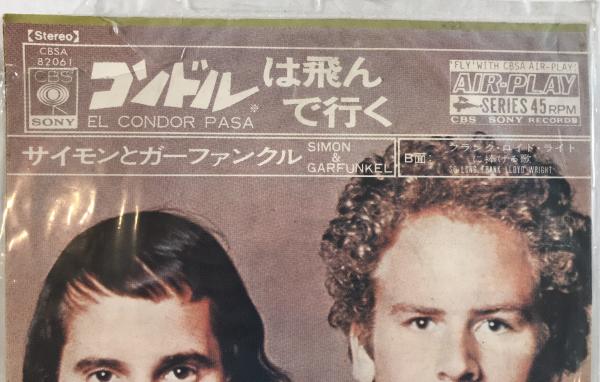 [Stereo]
CBSA
82061
CBS
SONY
コンドル※は飛んで行く
EL CONDOR PASA
"FLY" WITH CBSA AIR-PLAY!
AIR-PLAY
SERIES 45 RPM
CBS SONY RECORDS
サイモンとガーファンクル
SIMON
&
GARFUNKEL
B面:
フランク・ロイド・ライト
に捧げる歌
SO LONG, FRANK LLOYD WRIGHT